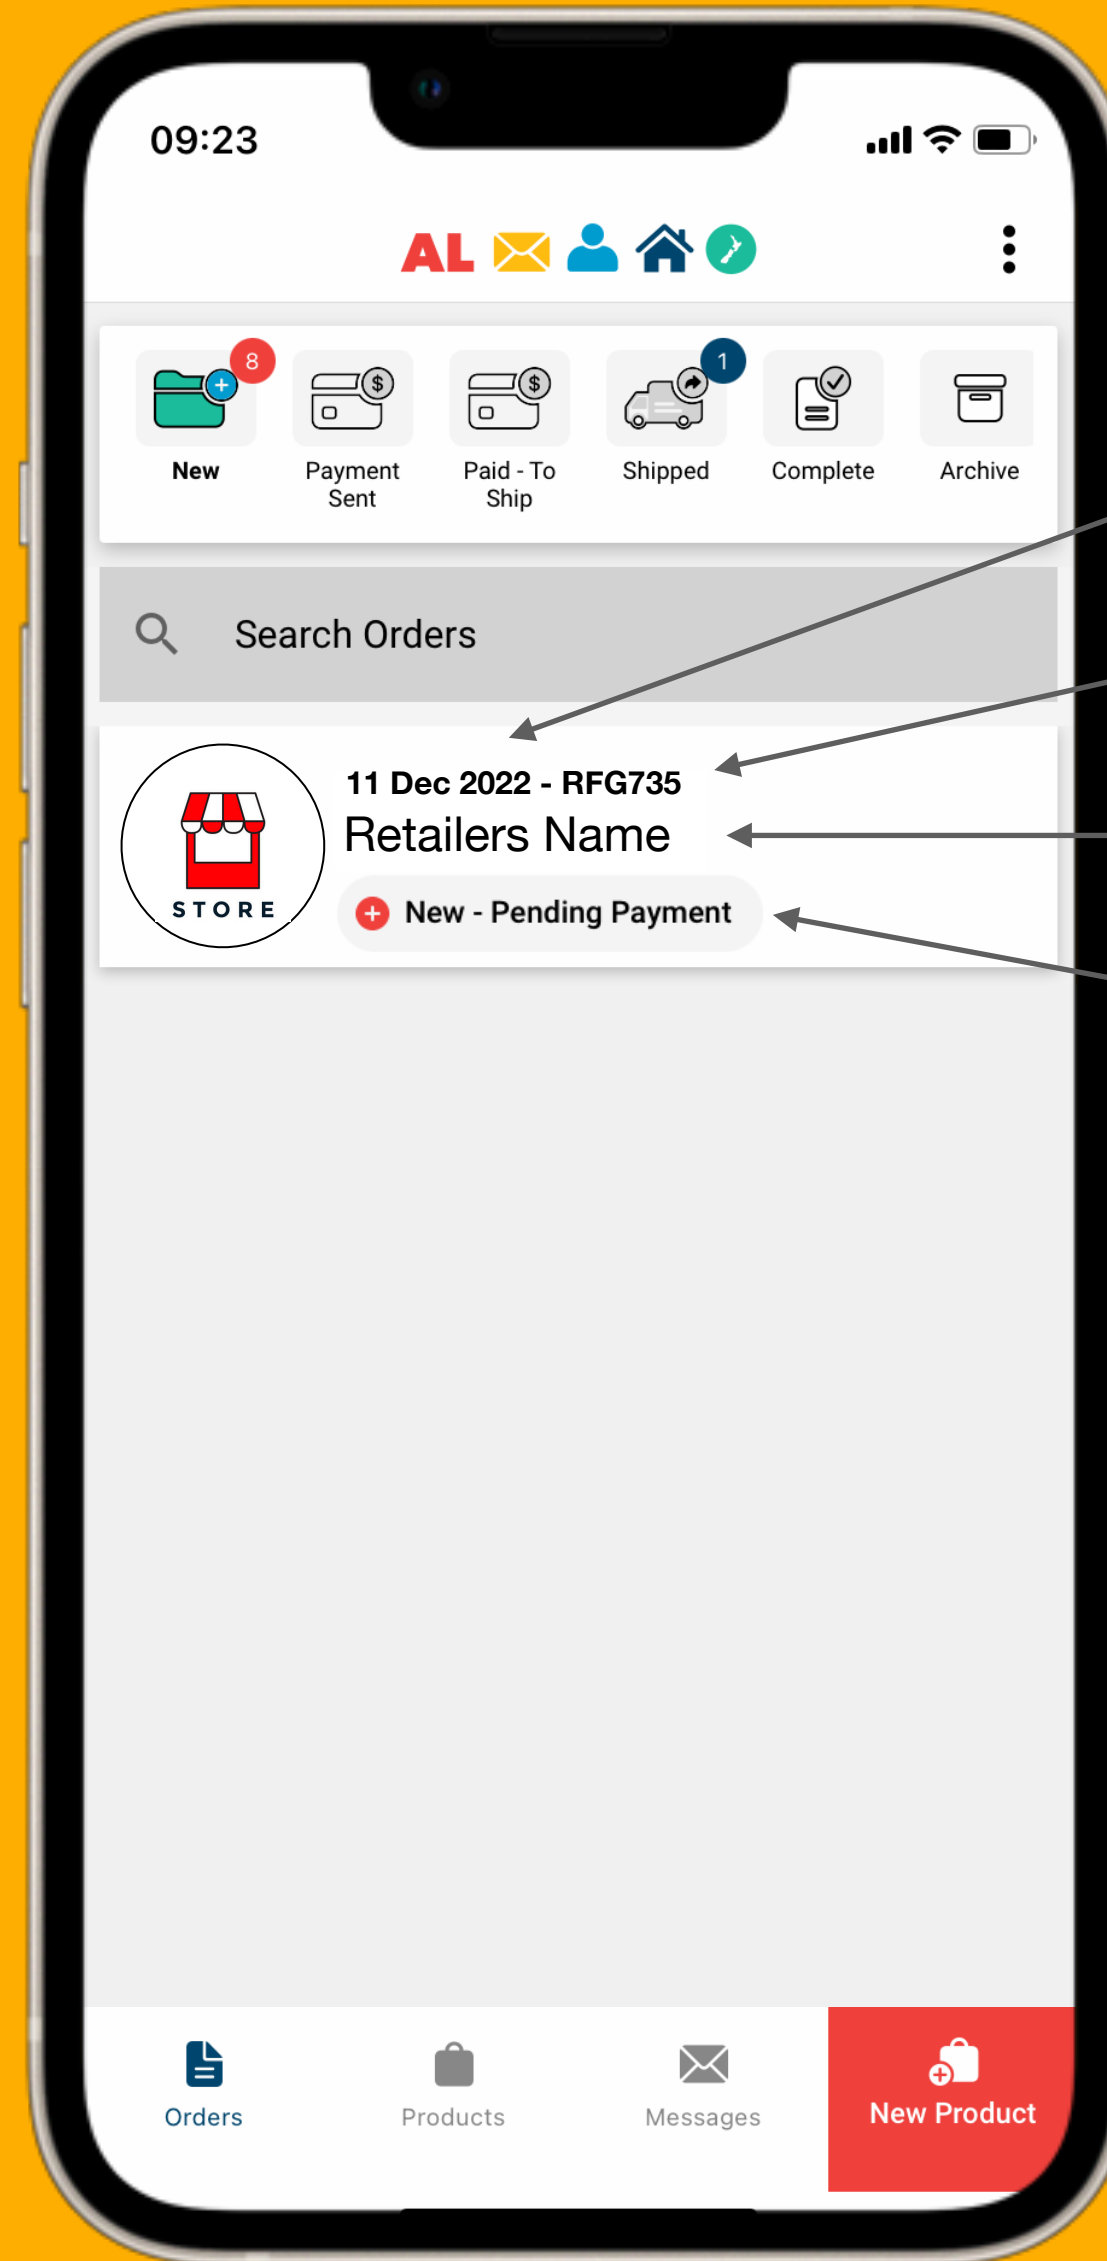 09:23
AL
8
1
New
Payment
Sent
Paid - To
Ship
Shipped
Complete
Archive
Search Orders
11 Dec 2022 - RFG735
Retailers Name
STORE
New - Pending Payment
Orders
Products
Messages
New Product